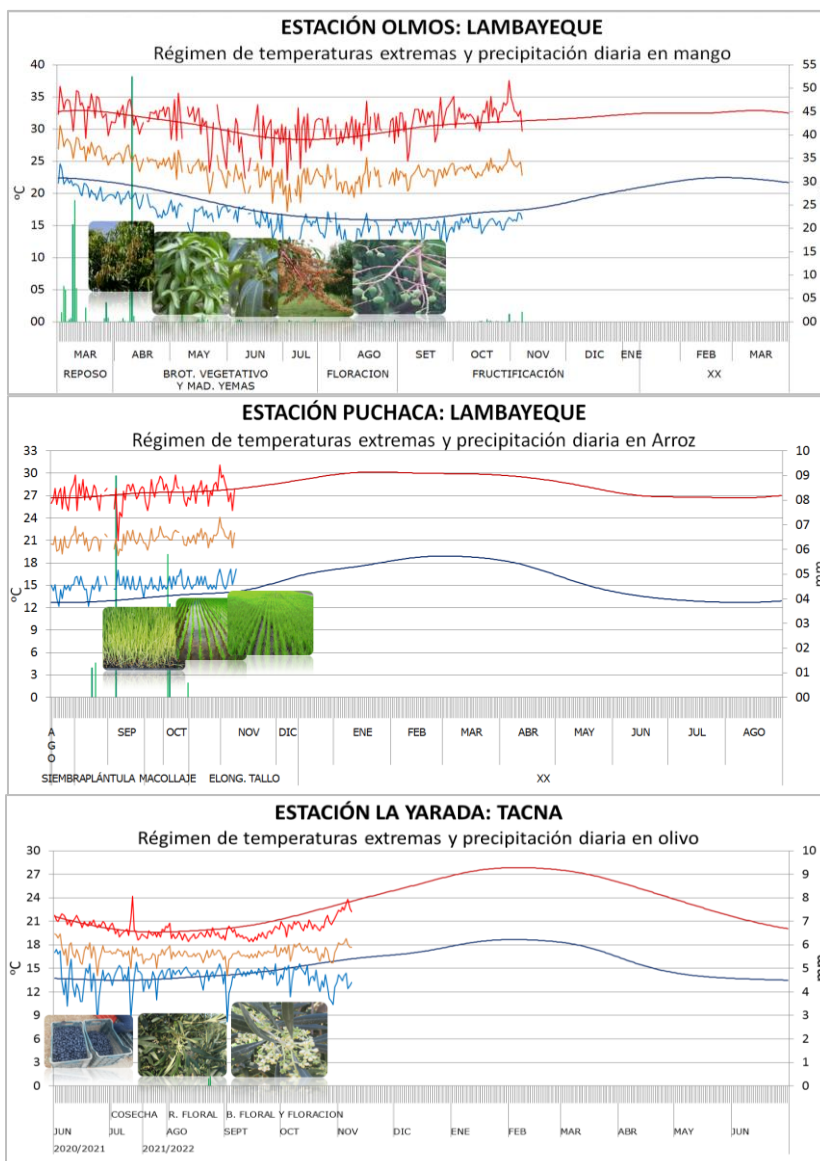 ESTACIÓN OLMOS: LAMBAYEQUE
Régimen de temperaturas extremas y precipitación diaria en mango
40 55
35 50
30 45
25 40
20 35
15 30
10 25
05 20
00 15
10
05
00
ºC
MAR ABR MAY JUN JUL AGO SET OCT NOV DIC ENE FEB MAR
REPOSO BROT. VEGETATIVO FLORACION FRUCTIFICACIÓN XX
Y MAD. YEMAS
ESTACIÓN PUCHACA: LAMBAYEQUE
Régimen de temperaturas extremas y precipitación diaria en Arroz
33 10
30 09
27 08
24 07
21 06
18 05
15 04
12 03
9 02
6 01
3 00
0
ºC mm
A
G
O
SEP OCT NOV DIC ENE FEB MAR ABR MAY JUN JUL AGO
SIEMBRAPLÁNTULA MACOLLAJE ELONG. TALLO XX
ESTACIÓN LA YARADA: TACNA
Régimen de temperaturas extremas y precipitación diaria en olivo
30 10
27 9
24 8
21 7
18 6
15 5
12 4
9 3
6 2
3 1
0 0
ºC mm
COSECHA R. FLORAL B. FLORAL Y FLORACION
JUN JUL AGO SEPT OCT NOV DIC ENE FEB MAR ABR MAY JUN
2020/2021 2021/2022